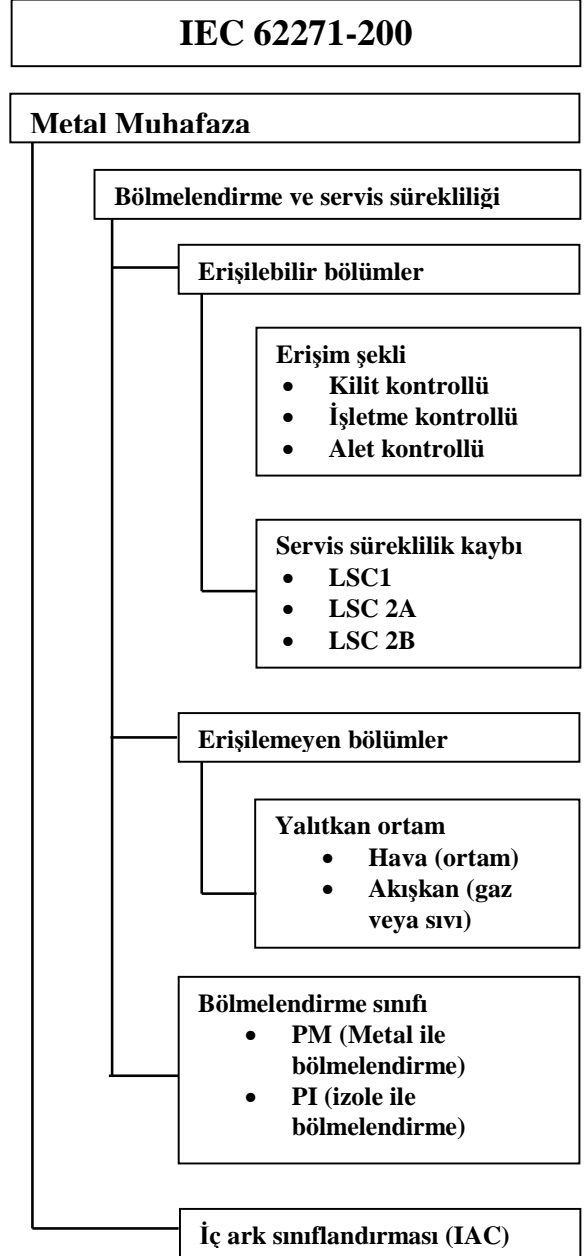 IEC 62271-200
Metal Muhafaza
Bölmelendirme ve servis sürekliliği
Erişilebilir bölümler
Erişim şekli
• Kilit kontrollü
• İşletme kontrollü
• Alet kontrollü
Servis süreklilik kaybı
• LSC1
• LSC 2A
• LSC 2B
Erişilemeyen bölümler
Yalıtkan ortam
• Hava (ortam)
• Akışkan (gaz
veya sıvı)
Bölmelendirme sınıfı
• PM (Metal ile
bölmelendirme)
• PI (izole ile
bölmelendirme)
İç ark sınıflandırması (IAC)